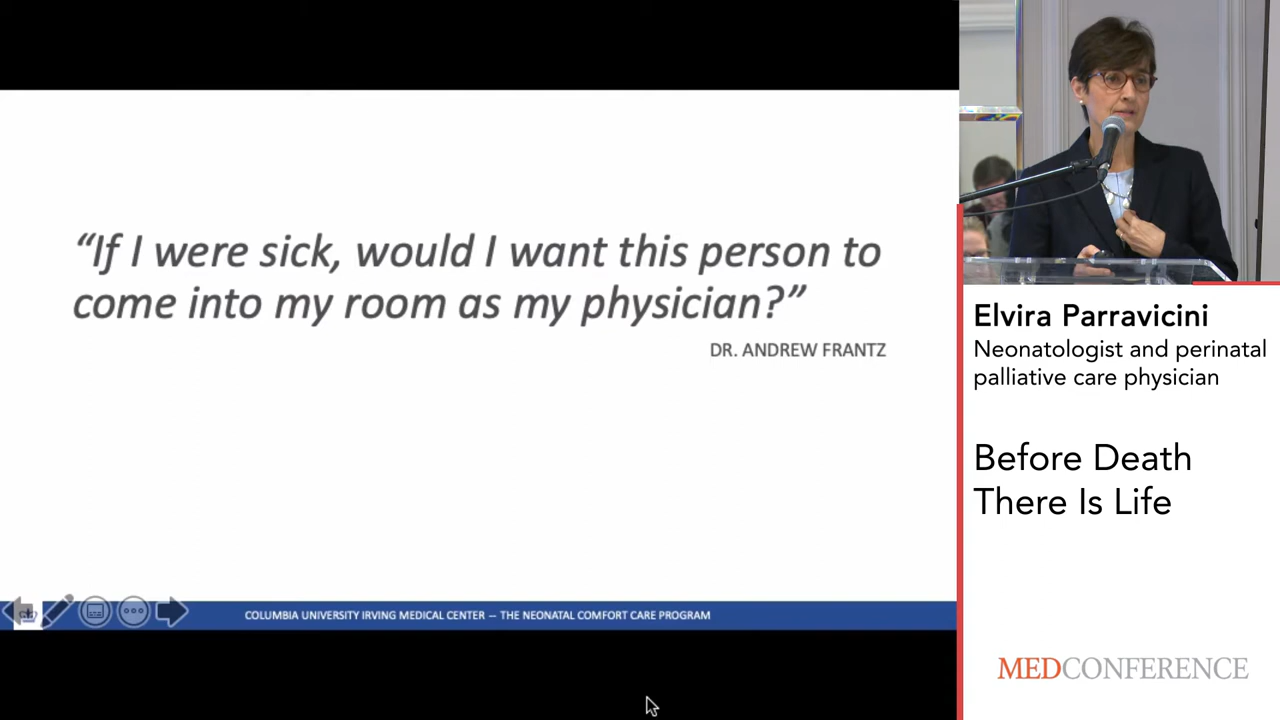 “If I were sick, would I want this person to
come into my room as my physician?”
DR. ANDREW FRANTZ
COLUMBIA UNIVERSITY IRVING MEDICAL CENTER — THE NEONATAL COMFORT CARE PROGRAM
Elvira Parravicini
Neonatologist and perinatal
palliative care physician
Before Death
There Is Life
MEDCONFERENCE